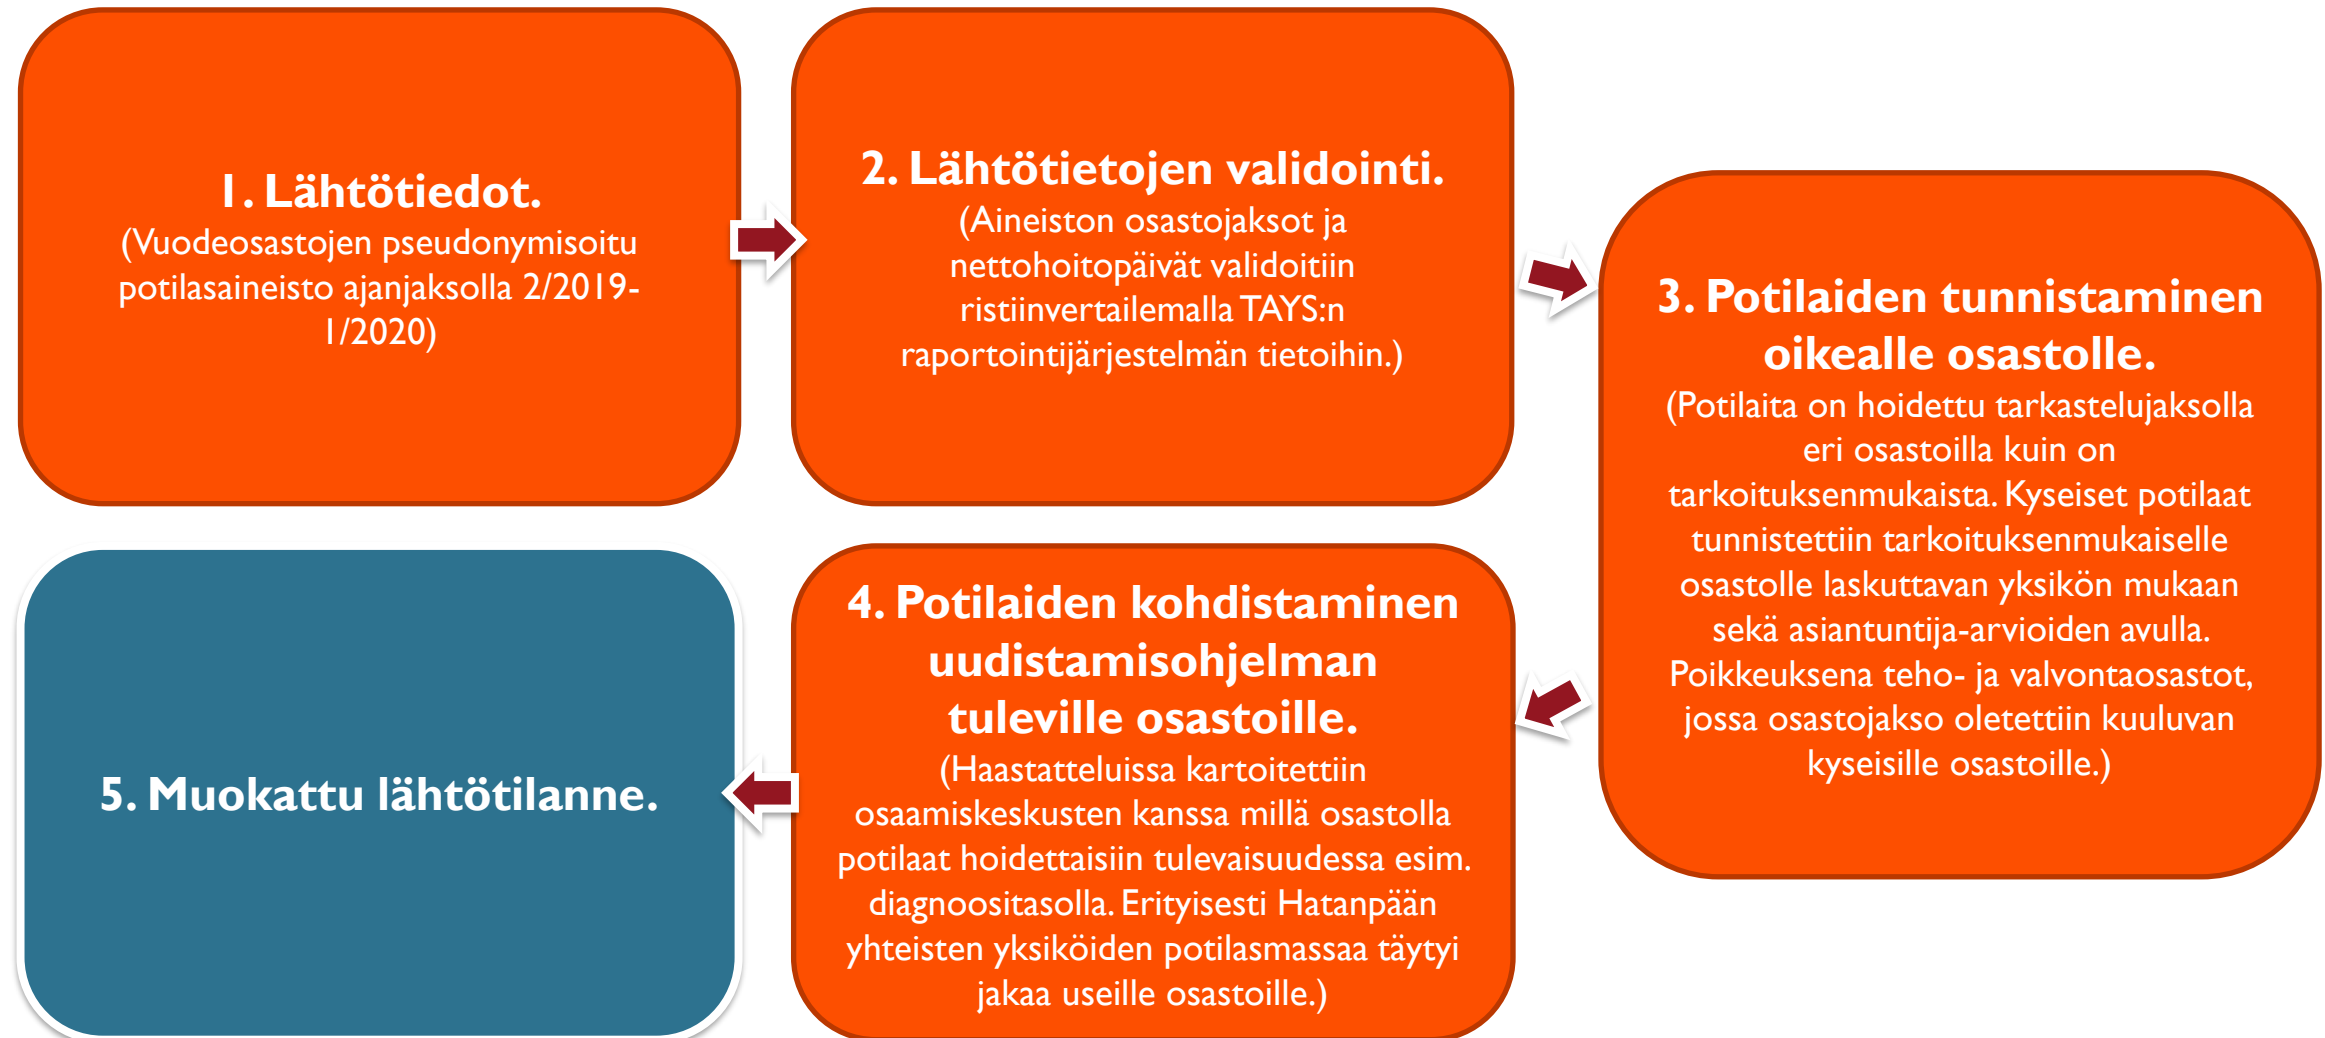 1. Lähtötiedot.
(Vuodeosastojen pseudonymisoitu
potilasaineisto ajanjaksolla 2/2019-
1/2020)
2. Lähtötietojen validointi.
(Aineiston osastojaksot ja
nettohoitopäivät validoitiin
ristiinvertailemalla TAYS:n
raportointijärjestelmän tietoihin.)
3. Potilaiden tunnistaminen
oikealle osastolle.
(Potilaita on hoidettu tarkastelujaksolla
eri osastoilla kuin on
tarkoituksenmukaista. Kyseiset potilaat
tunnistettiin tarkoituksenmukaiselle
osastolle laskuttavan yksikön mukaan
sekä asiantuntija-arvioiden avulla.
Poikkeuksena teho- ja valvontaosastot,
jossa osastojakso oletettiin kuuluvan
kyseisille osastoille.)
4. Potilaiden kohdistaminen
uudistamisohjelman
tuleville osastoille.
(Haastatteluissa kartoitettiin
osaamiskeskusten kanssa millä osastolla
potilaat hoidettaisiin tulevaisuudessa esim.
diagnoositasolla. Erityisesti Hatanpään
yhteisten yksiköiden potilasmassaa täytyi
jakaa useille osastoille.)
5. Muokattu lähtötilanne.